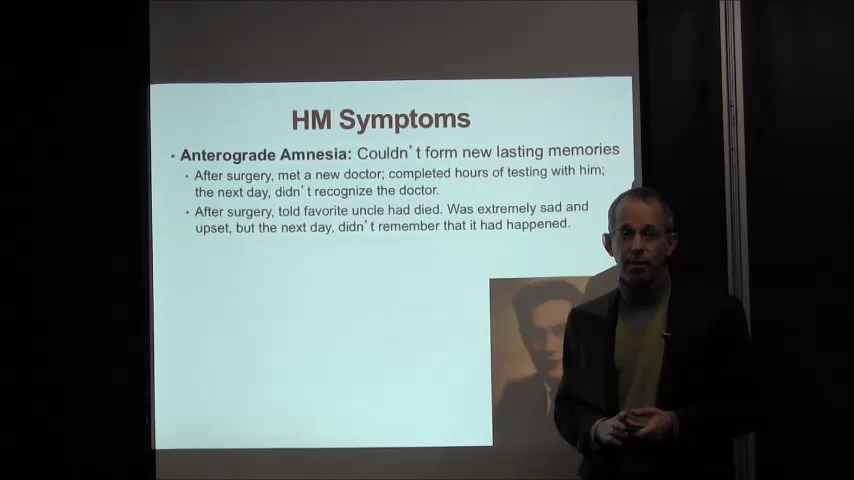 HM Symptoms
• Anterograde Amnesia: Couldn't form new lasting memories
• After surgery, met a new doctor; completed hours of testing with him;
the next day, didn't recognize the doctor.
• After surgery, told favorite uncle had died. Was extremely sad and
upset, but the next day, didn't remember that it had happened.